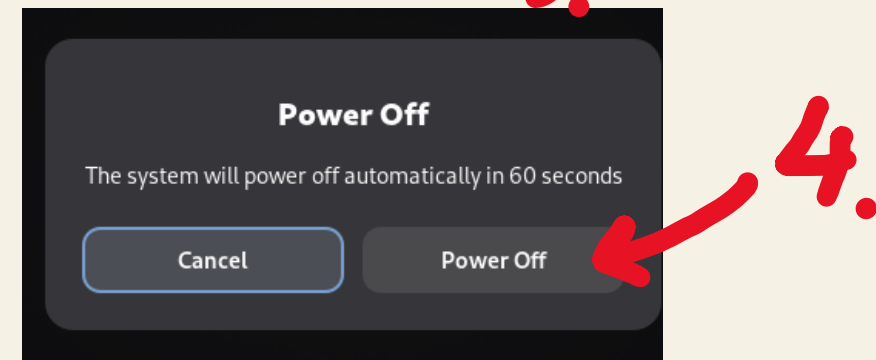 Power Off
The system will power off automatically in 60 seconds
Cancel
Power Off
4.